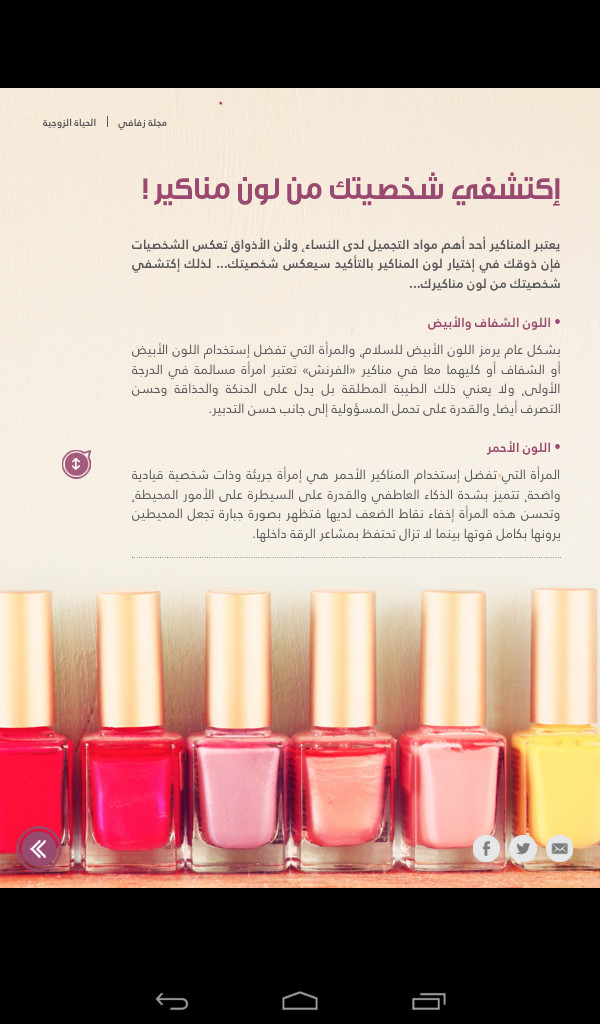 مجلة زفافي | الحياة الزوجية
إكتشفي شخصيتك من لون مناكير !
يعتبر المناكير أحد أهم مواد التجميل لدى النساء، ولأن الأذواق تعكس الشخصيات
فإن ذوقك في إختيار لون المناكير بالتأكيد سيعكس شخصيتك... لذلك إكتشفي
شخصيتك من لون مناكيرك...
• اللون الشفاف والأبيض
بشكل عام يرمز اللون الأبيض للسلام، والمرأة التي تفضل إستخدام اللون الأبيض
أو الشفاف أو كليهما معا في مناكير «الفرنش» تعتبر امرأة مسالمة في الدرجة
الأولى، ولا يعني ذلك الطيبة المطلقة بل يدل على الحنكة والحذاقة وحسن
التصرف أيضا، والقدرة على تحمل المسؤولية إلى جانب حسن التدبير.
• اللون الأحمر
المرأة التي تفضل إستخدام المناكير الأحمر هي إمرأة جريئة وذات شخصية قيادية
واضحة، تتميز بشدة الذكاء العاطفي والقدرة على السيطرة على الأمور المحيطة،
وتحسن هذه المرأة إخفاء نقاط الضعف لديها فتظهر بصورة جبارة تجعل المحيطين
يرونها بكامل قوتها بينما لا تزال تحتفظ بمشاعر الرقة داخلها.